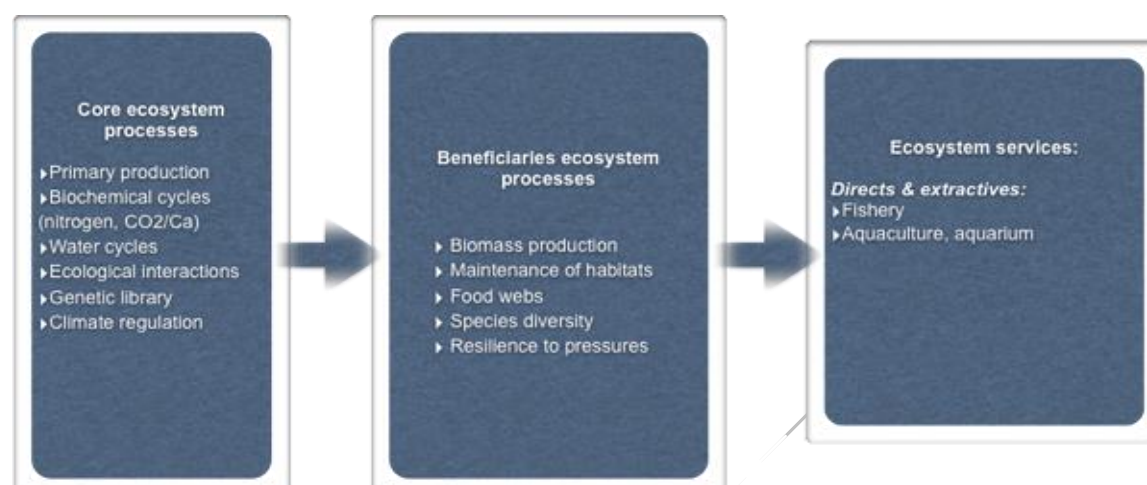 Core ecosystem
processes
▸Primary production
▸Biochemical cycles
(nitrogen, CO2/Ca)
▸Water cycles
▸Ecological interactions
▸Genetic library
▸Climate regulation
Beneficiaries ecosystem
processes
▸ Biomass production
▸ Maintenance of habitats
▸ Food webs
▸ Species diversity
▸ Resilience to pressures
Ecosystem services:
Directs & extractives:
▸Fishery
▸Aquaculture, aquarium